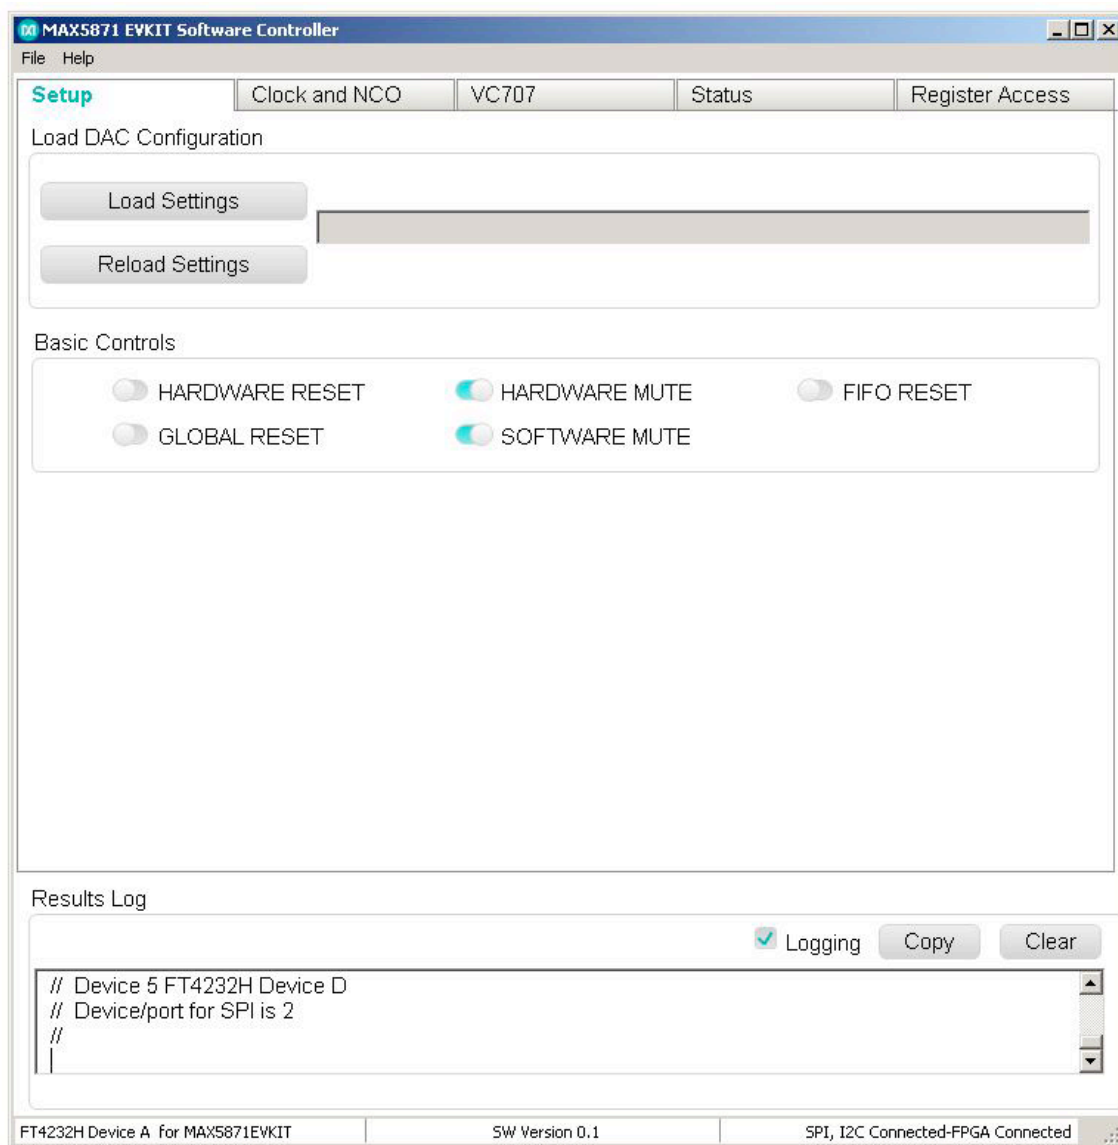 MAX5871 EVKIT Software Controller
File Help
Setup Clock and NCO VC707 Status Register Access
Load DAC Configuration
Load Settings
Reload Settings
Basic Controls
HARDWARE RESET HARDWARE MUTE FIFO RESET
GLOBAL RESET SOFTWARE MUTE
Results Log
Logging Copy Clear
// Device 5 FT4232H Device D
// Device/port for SPI is 2
//
FT4232H Device A for MAX5871EVKIT SW Version 0.1 SPI, I2C Connected-FPGA Connected